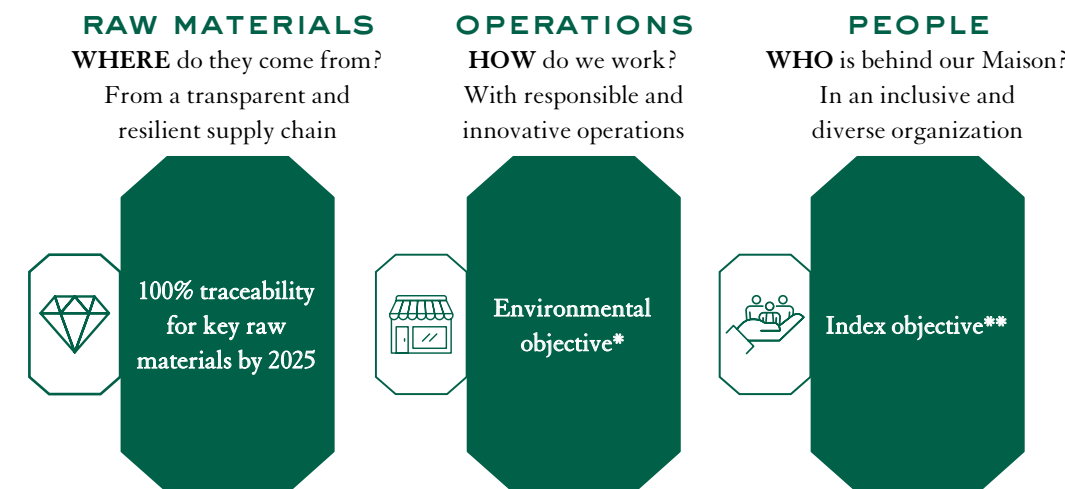 RAW MATERIALS
WHERE do they come from?
From a transparent and
resilient supply chain
100% traceability
for key raw
materials by 2025
OPERATIONS
HOW do we work?
With responsible and
innovative operations
Environmental
objective*
PEOPLE
WHO is behind our Maison?
In an inclusive and
diverse organization
Index objective**